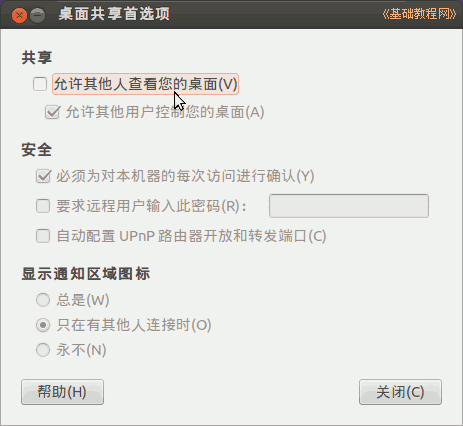 桌面共享首选项
《基础教程网》
共享
允许其他人查看您的桌面(V)
允许其他用户控制您的桌面(A)
安全
必须为对本机器的每次访问进行确认(Y)
要求远程用户输入此密码(R)：
自动配置 UPnP 路由器开放和转发端口(C)
显示通知区域图标
总是(W)
只在有其他人连接时(O)
永不(N)
帮助(H)
关闭(C)